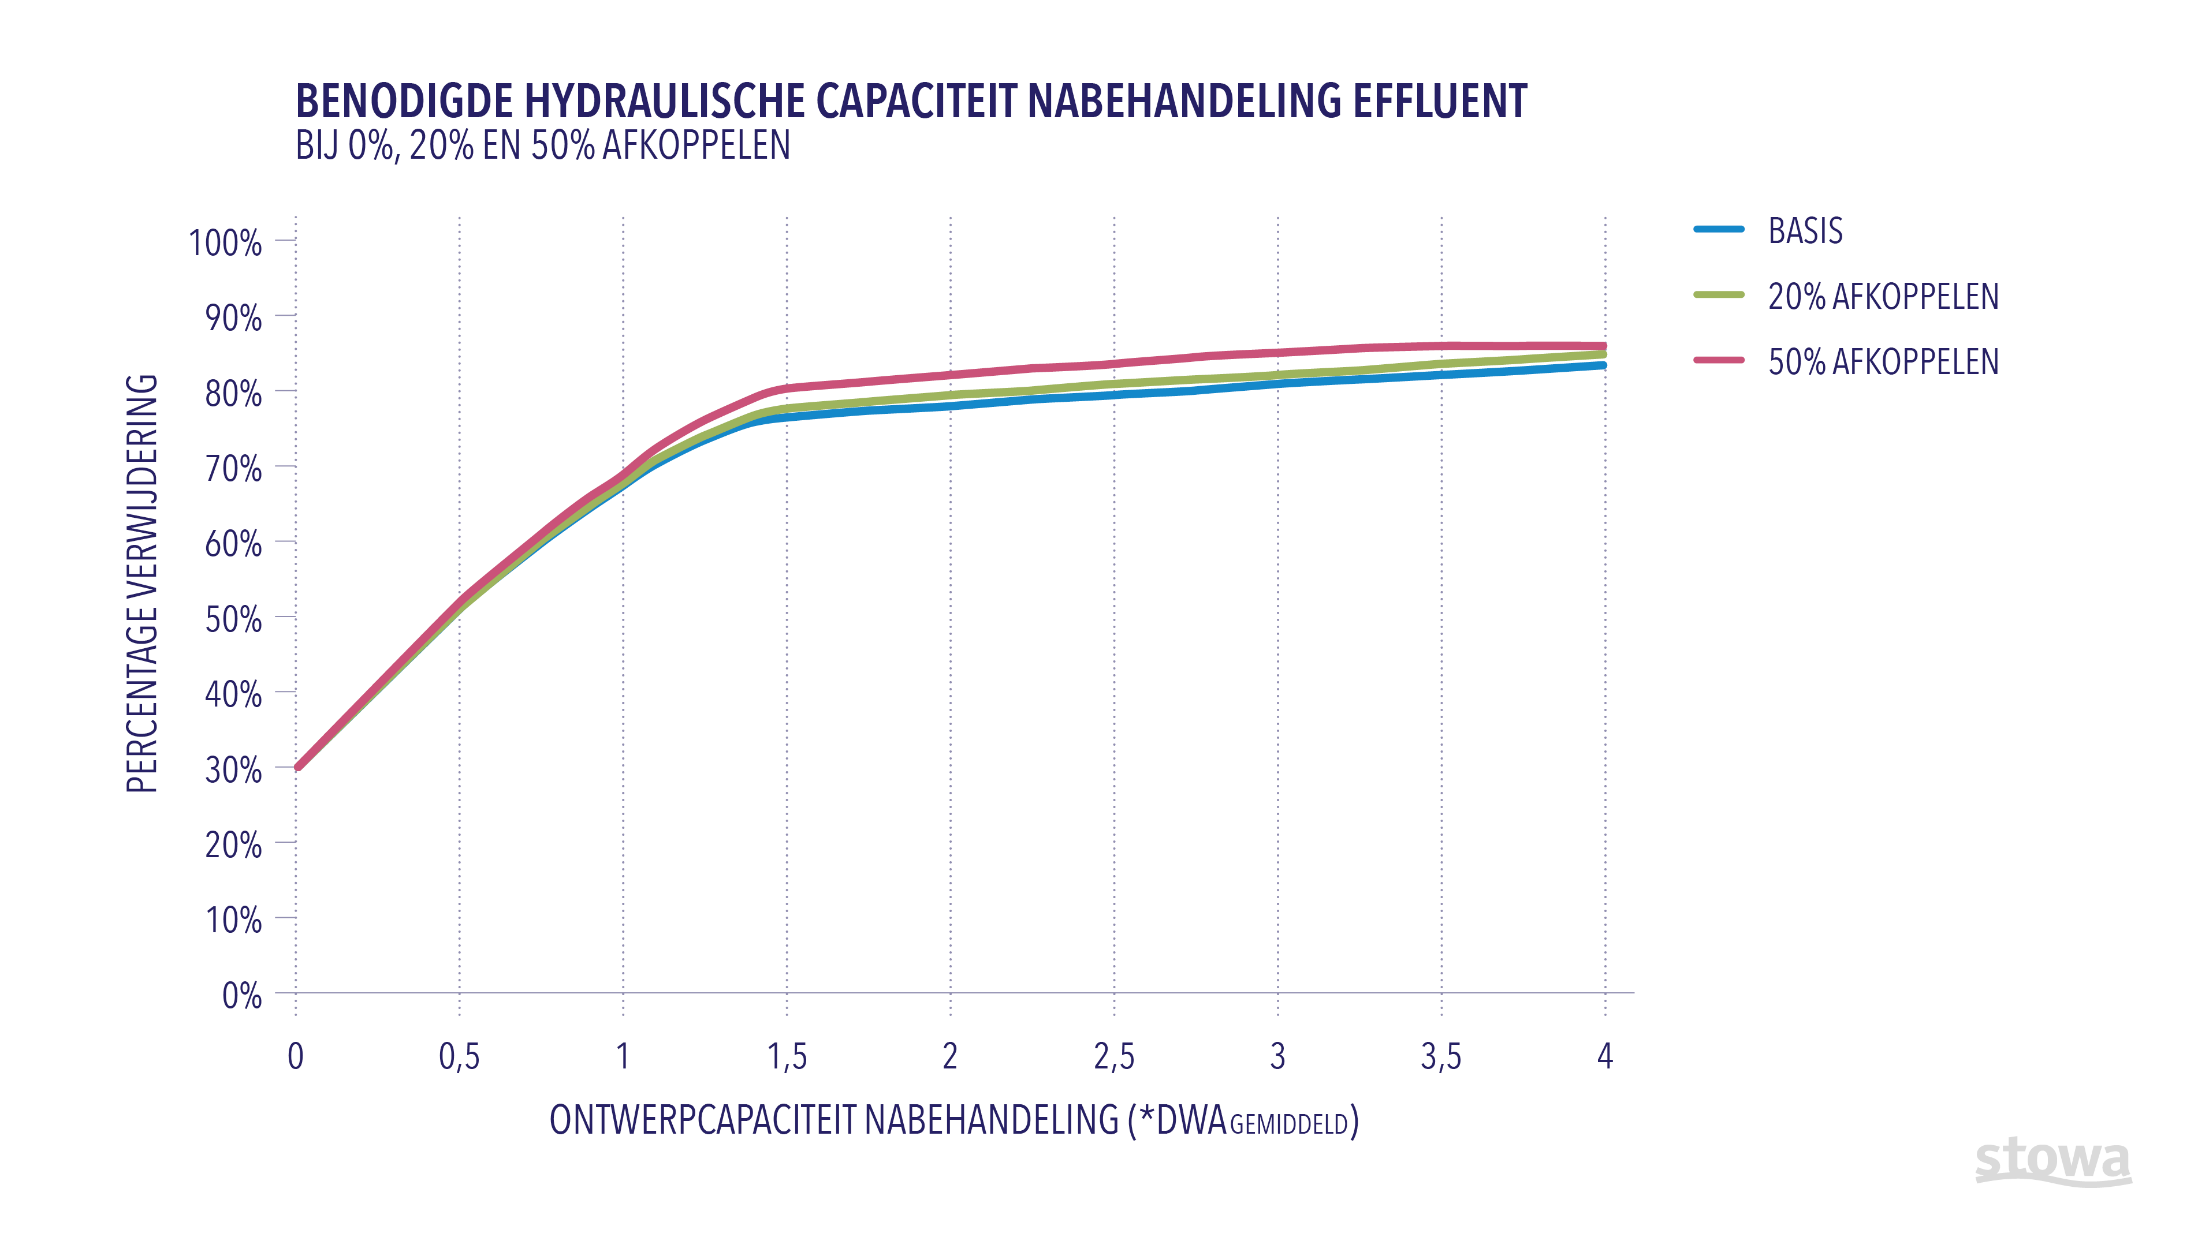 BENODIGDE HYDRAULISCHE CAPACITEIT NABEHANDELING EFFLUENT
BIJ 0%, 20% EN 50% AFKOPPELEN
BASIS
20% AFKOPPELEN
50% AFKOPPELEN
PERCENTAGE VERWIJDERING
100%
90%
80%
70%
60%
50%
40%
30%
20%
10%
0%
0 0,5 1 1,5 2 2,5 3 3,5 4
ONTWERPCAPACITEIT NABEHANDELING (*DWA GEMIDDELD)
stowa